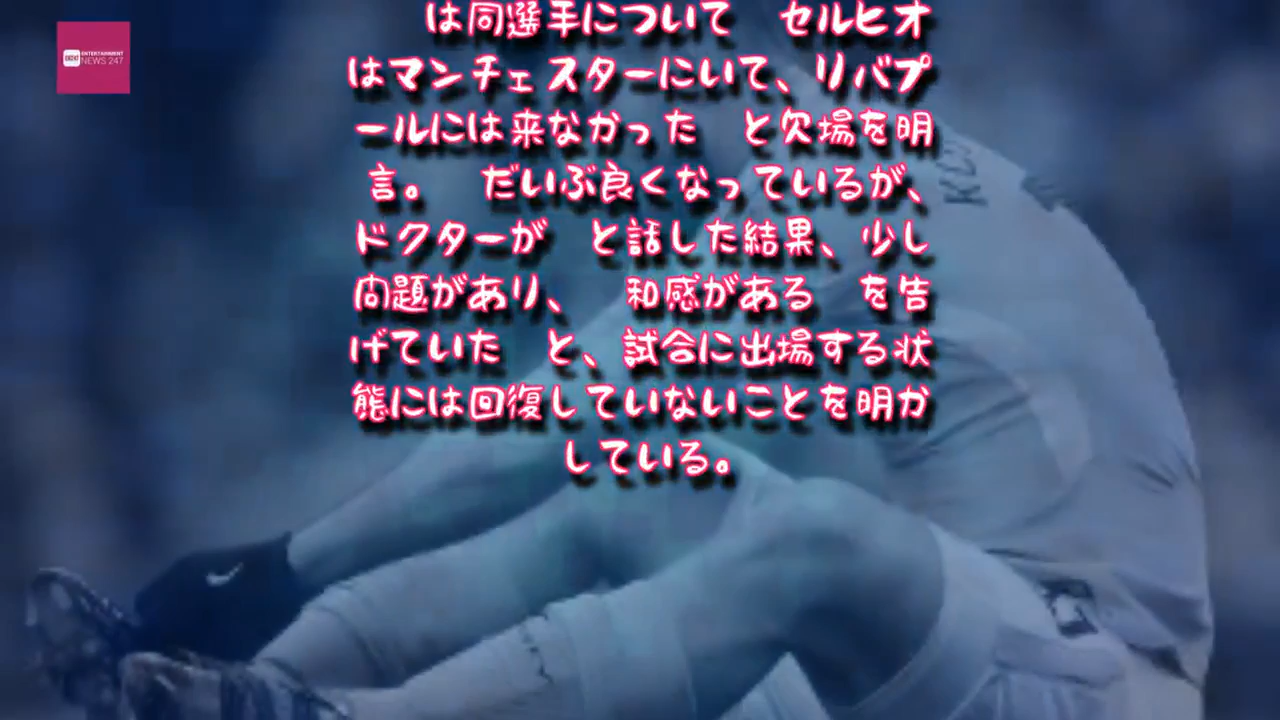 ENTERTAINMENT
NEWS 247
は同選手について　セルヒオ
はマンチェスターにいて、リバプ
ールには来なかった　と欠場を明
言。　だいぶ良くなっているが、
ドクターが　と話した結果、少し
問題があり、　和感がある　を告
げていた　と、試合に出場する状
態には回復していないことを明か
している。